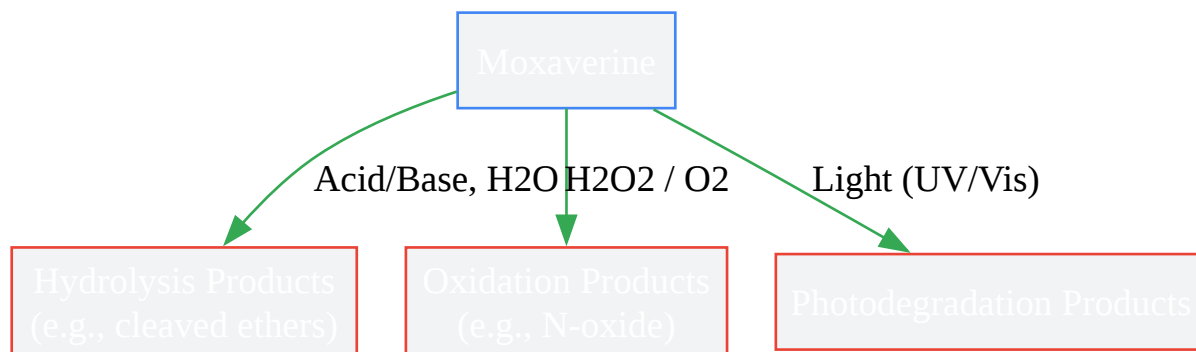 Moxaverine
Acid/Base, H2O
H2O2 / O2
Light (UV/Vis)
Hydrolysis Products
(e.g., cleaved ethers)
Oxidation Products
(e.g., N-oxide)
Photodegradation Products